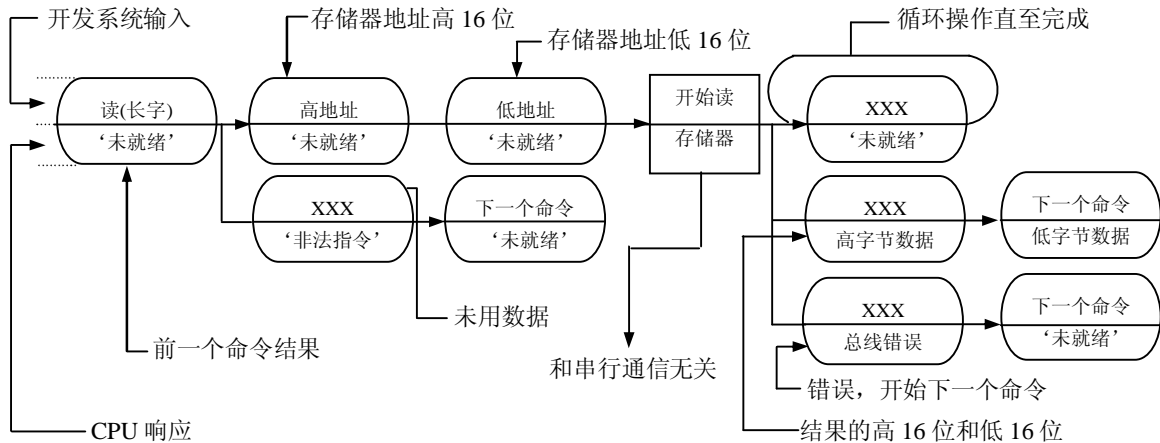 开发系统输入
存储器地址高 16 位
存储器地址低 16 位
循环操作直至完成
读(长字)
‘未就绪’
高地址
‘未就绪’
低地址
‘未就绪’
开始读
存储器
XXX
‘未就绪’
XXX
‘非法指令’
下一个命令
‘未就绪’
XXX
高字节数据
下一个命令
低字节数据
未用数据
XXX
总线错误
下一个命令
‘未就绪’
前一个命令结果
和串行通信无关
错误，开始下一个命令
CPU 响应
结果的高 16 位和低 16 位